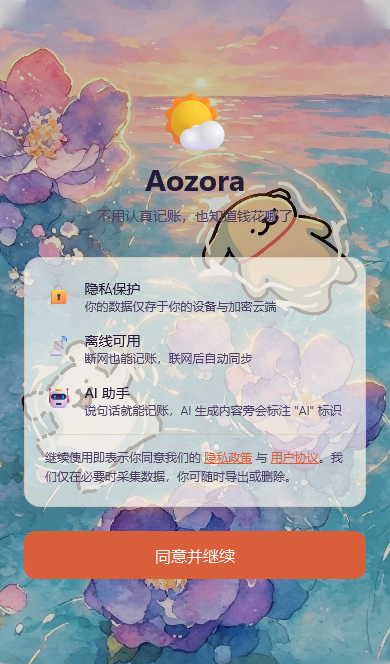 Aozora
不用认真记账，也知道钱花哪了
隐私保护
你的数据仅存于你的设备与加密云端
离线可用
断网也能记账，联网后自动同步
AI 助手
说句话就能记账，AI 生成内容旁会标注 "AI" 标识
继续使用即表示你同意我们的 隐私政策 与 用户协议。我
们仅在必要时采集数据，你可随时导出或删除。
同意并继续